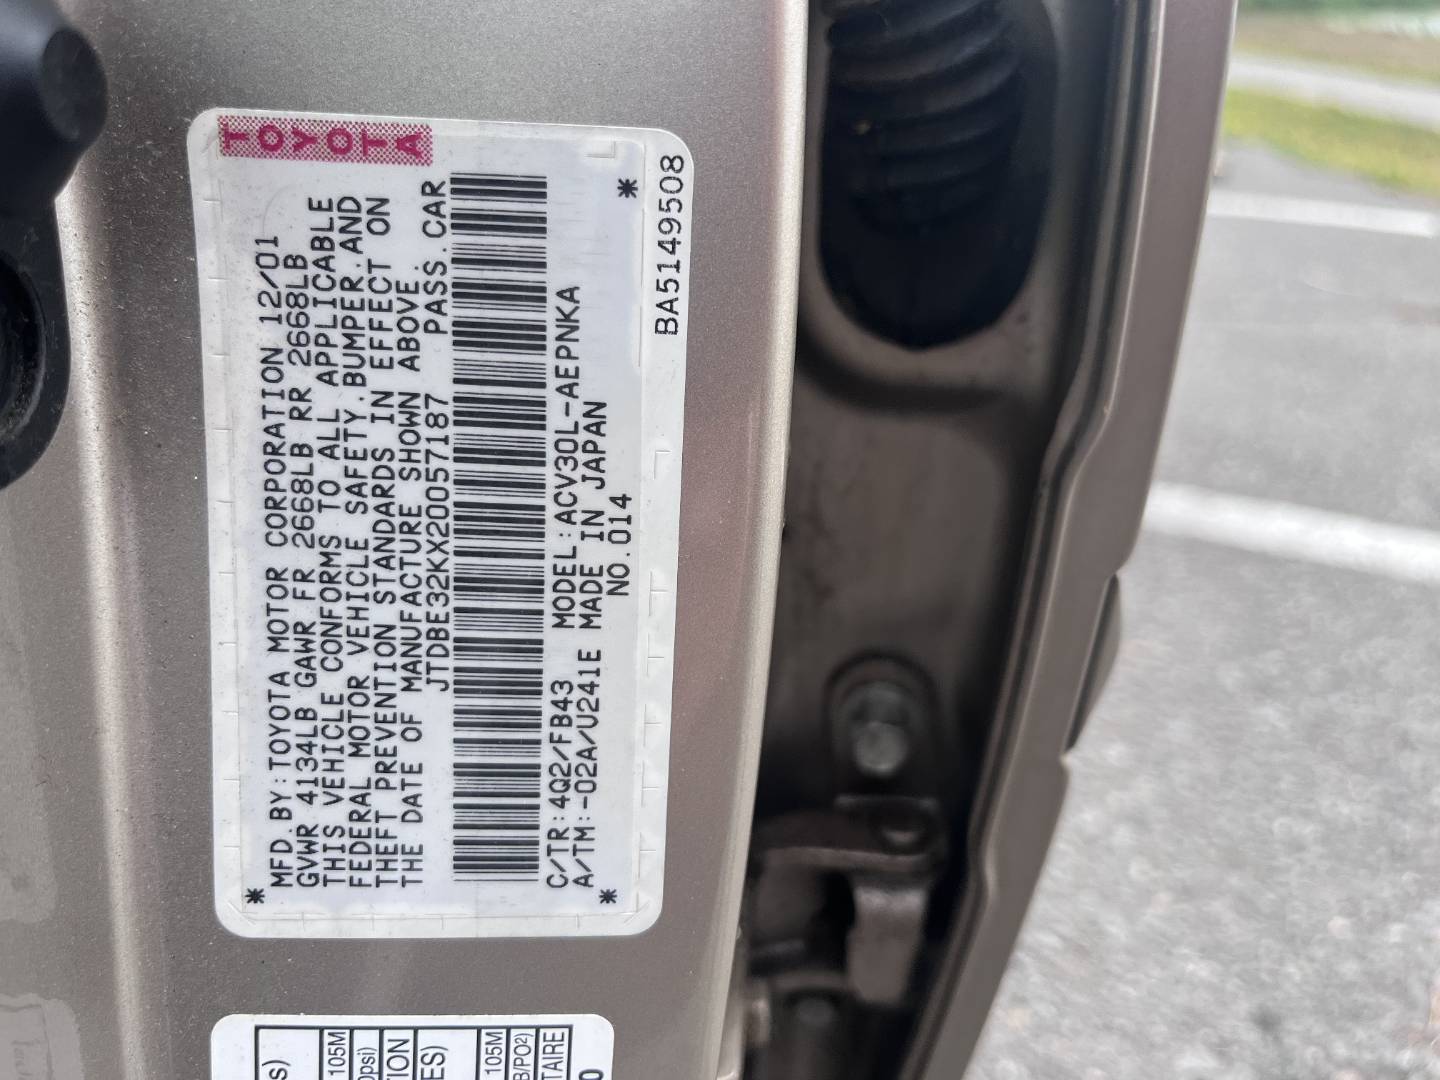 TOYOTA
MFD.BY:TOYOTA MOTOR CORPORATION 12/01
GVWR 4134LB GAWR FR 2668LB RR 2668LB
THIS VEHICLE CONFORMS TO ALL APPLICABLE
FEDERAL MOTOR VEHICLE SAFETY.BUMPER.AND
THEFT PREVENTION STANDARDS IN EFFECT ON
THE DATE OF MANUFACTURE SHOWN ABOVE.
JTDBE32KX20057187 PASS.CAR
C/TR:4Q2/FB43 MODEL:ACV30L-AEPNKA
A/TM:-02A/U241E MADE IN JAPAN
NO.014
* * *
BA5149508
105M
105M